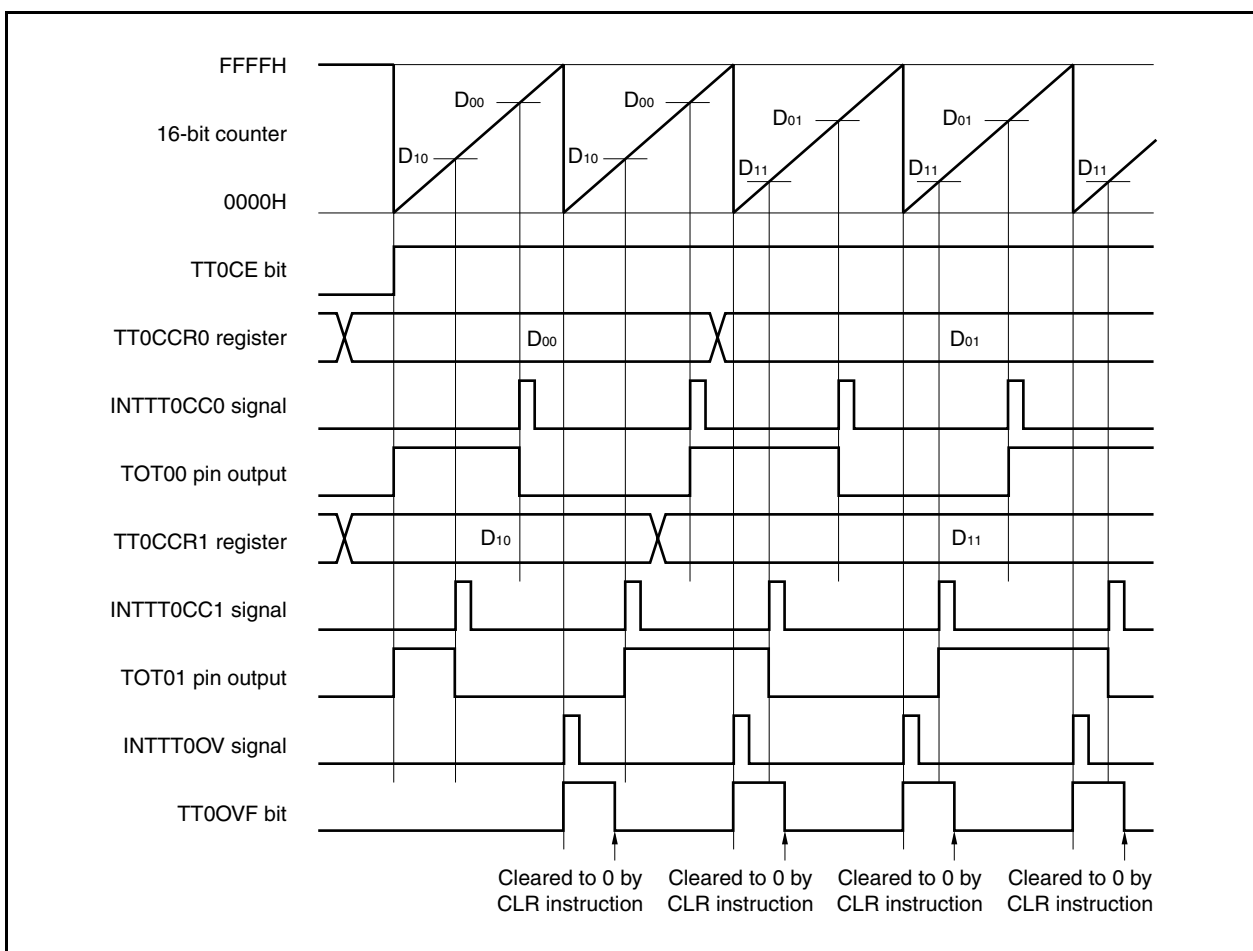 FFFFH
D00
D00
D01
D01
16-bit counter
D10
D10
D11
D11
D11
0000H
TT0CE bit
TT0CCR0 register
D00
D01
INTTT0CC0 signal
TOT00 pin output
TT0CCR1 register
D10
D11
INTTT0CC1 signal
TOT01 pin output
INTTT0OV signal
TT0OVF bit
Cleared to 0 by
CLR instruction
Cleared to 0 by
CLR instruction
Cleared to 0 by
CLR instruction
Cleared to 0 by
CLR instruction